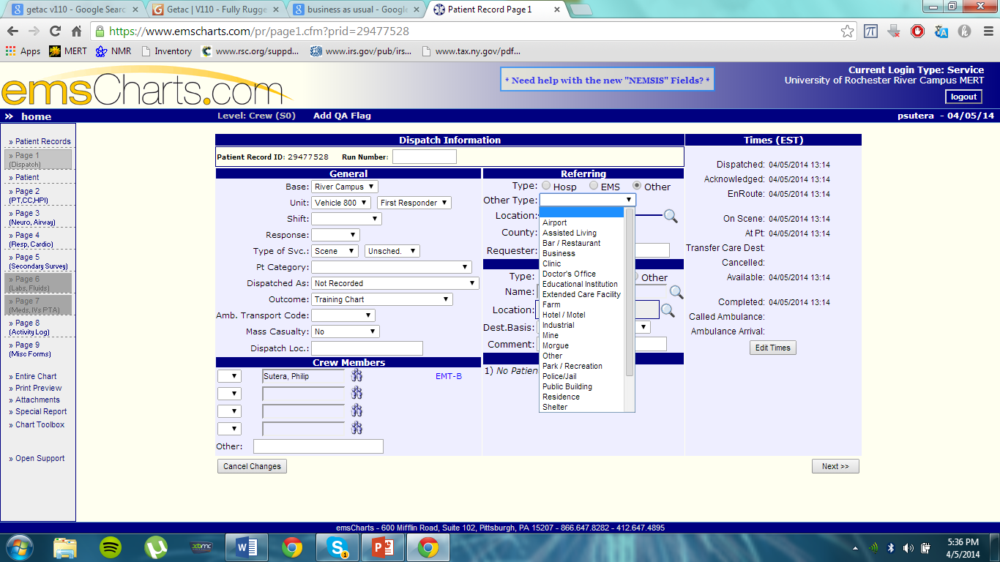 getac v110 - Google Searc
Getac | V110 - Fully Rugge
business as usual - Google
Patient Record Page 1
https://www.emscharts.com/pr/page1.cfm?prid=29477528
Apps MERT NMR Inventory www.rsc.org/suppd... www.irs.gov/pub/irs... www.tax.ny.gov/pdf...
emsCharts.com
* Need help with the new "NEMSIS" Fields? *
Current Login Type: Service
University of Rochester River Campus MERT
logout
» home
Level: Crew (S0) Add QA Flag
psutera - 04/05/14
» Patient Records
» Page 1
(Dispatch)
» Patient
» Page 2
(PT,CC,HPI)
» Page 3
(Neuro, Airway)
» Page 4
(Resp, Cardio)
» Page 5
(Secondary Survey)
» Page 6
(Labs, Fluids)
» Page 7
(Meds, IVs PTA)
» Page 8
(Activity Log)
» Page 9
(Misc Forms)
» Entire Chart
» Print Preview
» Attachments
» Special Report
» Chart Toolbox
» Open Support
Dispatch Information
Patient Record ID: 29477528 Run Number:
General
Base: River Campus
Unit: Vehicle 800 First Responder
Shift:
Response:
Type of Svc.: Scene Unsched.
Pt Category:
Dispatched As: Not Recorded
Outcome: Training Chart
Amb. Transport Code:
Mass Casualty: No
Dispatch Loc.:
Crew Members
Sutera, Philip EMT-B
Other:
Cancel Changes
Referring
Type: Hosp EMS Other
Other Type:
Location:
County:
Requester:
Type: Other
Name:
Location:
Dest.Basis:
Comment:
1) No Patien
Airport
Assisted Living
Bar / Restaurant
Business
Clinic
Doctor's Office
Educational Institution
Extended Care Facility
Farm
Hotel / Motel
Industrial
Mine
Morgue
Other
Park / Recreation
Police/Jail
Public Building
Residence
Shelter
Times (EST)
Dispatched: 04/05/2014 13:14
Acknowledged: 04/05/2014 13:14
EnRoute: 04/05/2014 13:14
On Scene: 04/05/2014 13:14
At Pt: 04/05/2014 13:14
Transfer Care Dest:
Cancelled:
Available: 04/05/2014 13:14
Completed: 04/05/2014 13:14
Called Ambulance:
Ambulance Arrival:
Edit Times
Next >>
emsCharts - 600 Mifflin Road, Suite 102, Pittsburgh, PA 15207 - 866.647.8282 - 412.647.4895
xbmc
5:36 PM
4/5/2014